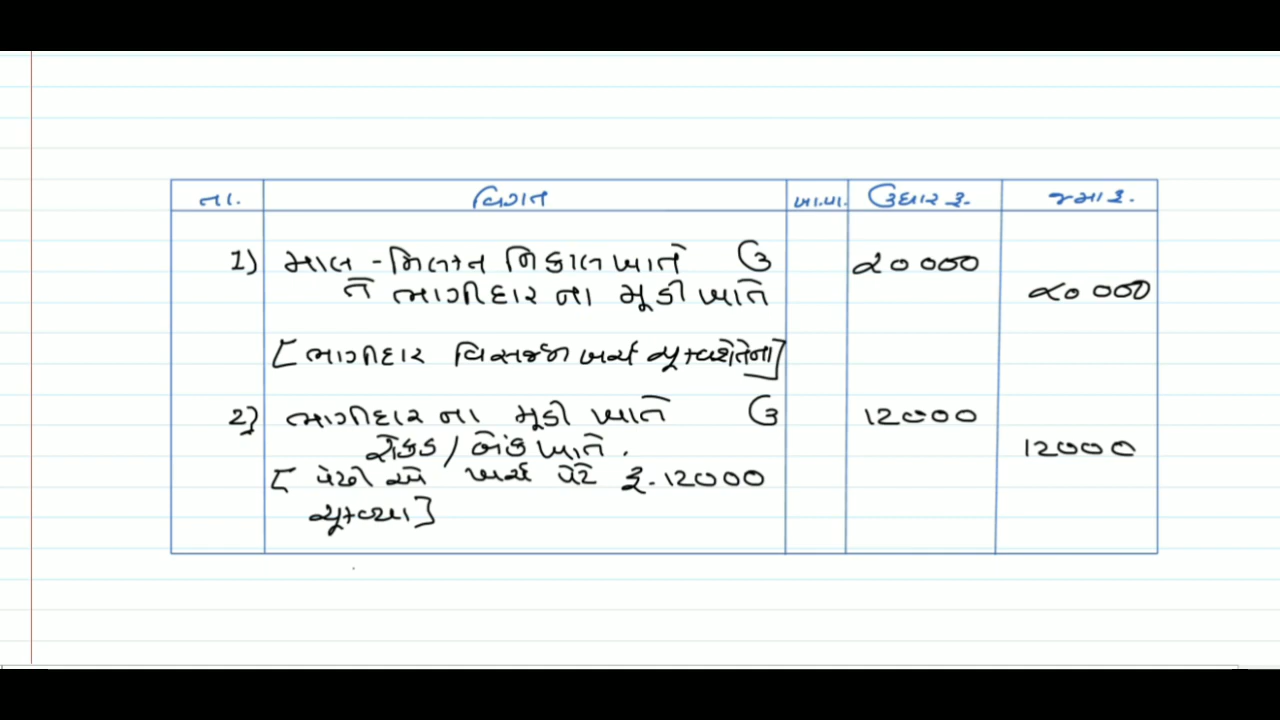 તા. વિગત ખા.પા. ઉધાર રૂ. જમા રૂ.
1) માલ - મિલકત નિકાલ ખાતે ઉ 20000
તે ભાગીદાર ના મૂડી ખાતે 20000
[ ભાગીદાર વિસર્જન ખર્ચ ચૂકવશે તેના ]
2) ભાગીદાર ના મૂડી ખાતે ઉ 12000
રોકડ / બેંક ખાતે . 12000
[ પેઢી એ ખર્ચ પેટે રૂ. 12000
ચૂકવ્યા ]